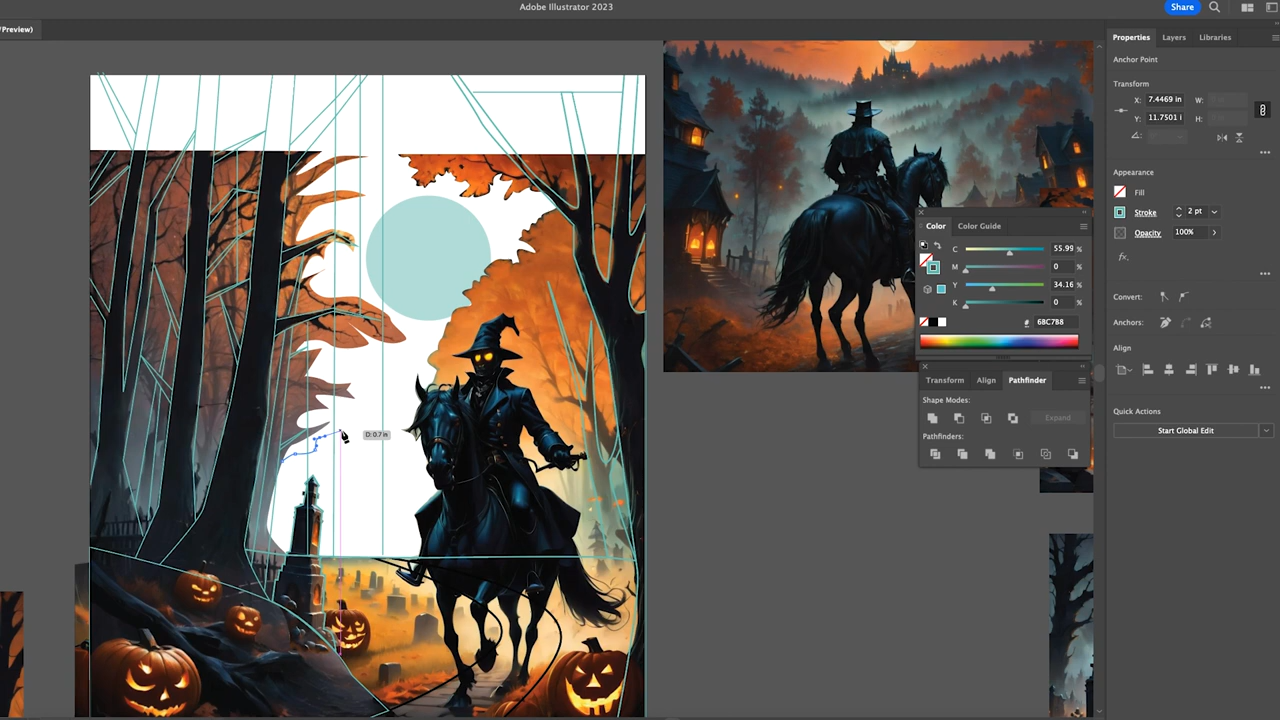 Adobe Illustrator 2023
Share
/Preview)
Properties
Layers
Libraries
Anchor Point
Transform
X:
7.4469 in
W:
Y:
11.7501 i
H:
Appearance
Fill
Stroke
2 pt
Opacity
100%
fx.
Convert:
Anchors:
Align
Quick Actions
Start Global Edit
Color
Color Guide
C
55.99
%
M
0
%
Y
34.16
%
K
0
%
#
68C7B8
Transform
Align
Pathfinder
Shape Modes:
Expand
Pathfinders:
D: 0.7 in